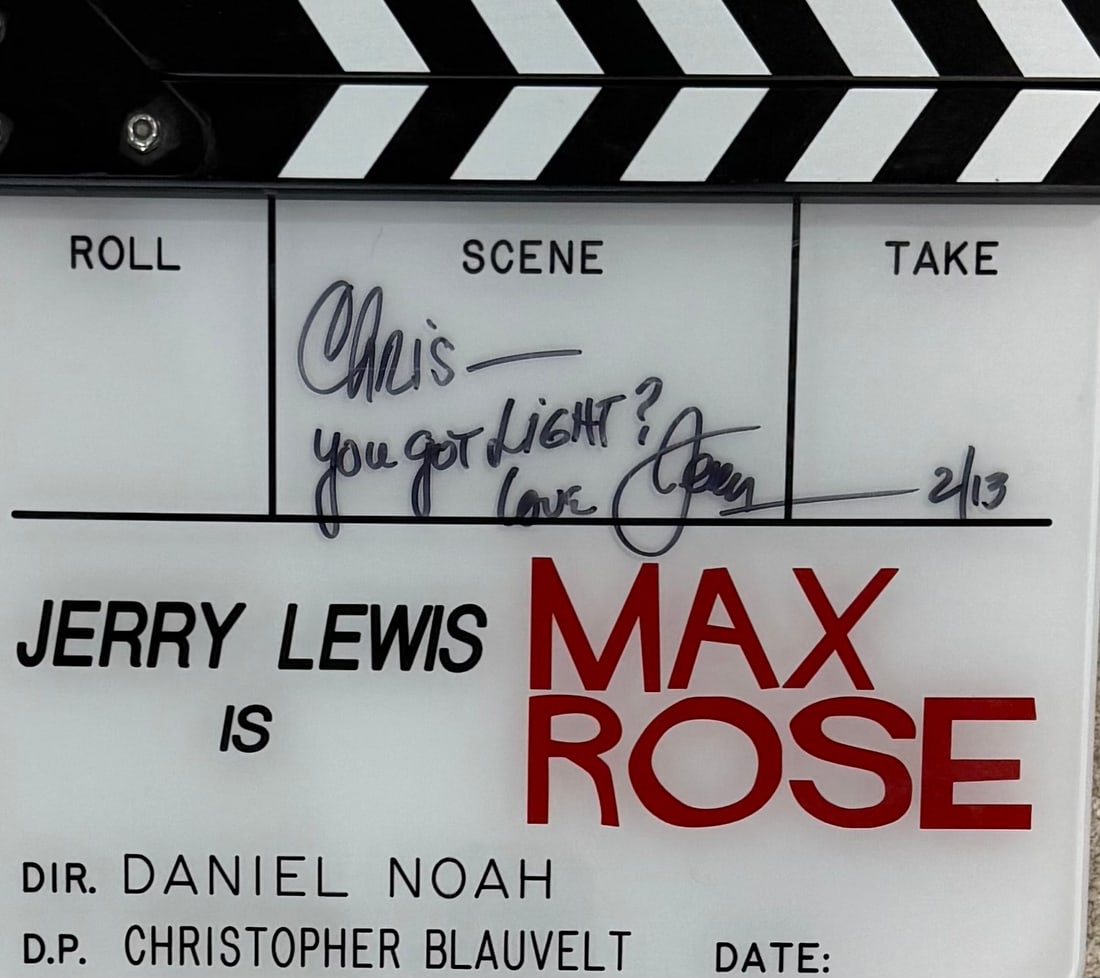 ROLL SCENE TAKE
Chris—
you got LiGHT?
Love Jerry 2/13
JERRY LEWIS
IS
MAX
ROSE
DIR. DANIEL NOAH
D.P. CHRISTOPHER BLAUVELT DATE: